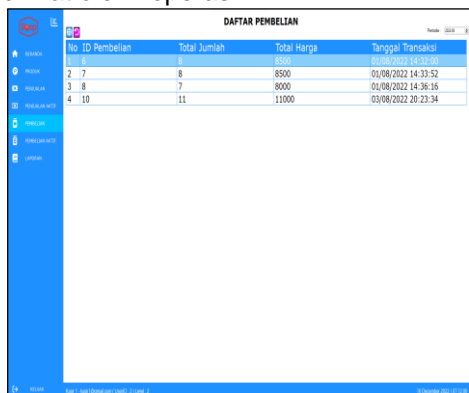 DAFTAR PEMBELIAN
Periode
No ID Pembelian Total Jumlah Total Harga Tanggal Transaksi
1 6 8 8500 01/08/2022 14:32:00
2 7 8 8500 01/08/2022 14:33:52
3 8 7 8000 01/08/2022 14:36:16
4 10 11 11000 03/08/2022 20:23:34
BERANDA
PRODUK
PENJUALAN
PENJUALAN AKTIF
PEMBELIAN
PEMBELIAN AKTIF
LAPORAN
KELUAR